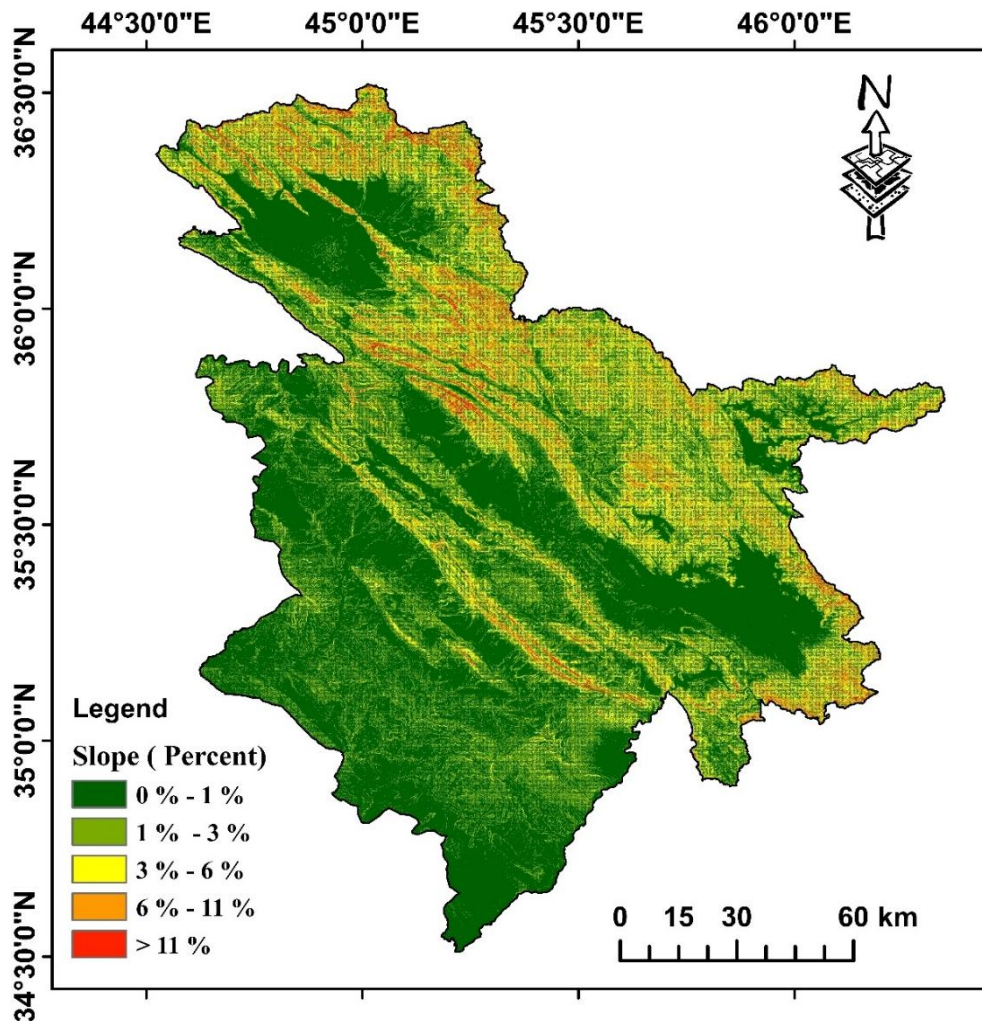 44°30'0"E 45°0'0"E 45°30'0"E 46°0'0"E
36°30'0"N
36°0'0"N
35°30'0"N
35°0'0"N
34°30'0"N
N
Legend
Slope ( Percent)
0 % - 1 %
1 % - 3 %
3 % - 6 %
6 % - 11 %
> 11 %
0 15 30 60 km